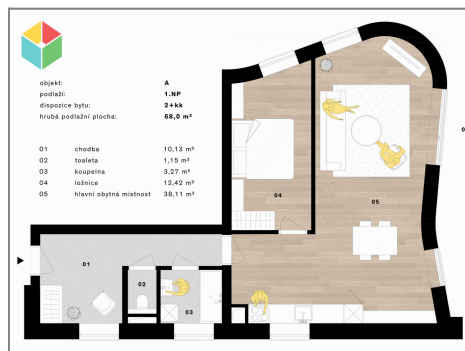 objekt: A
podlaží: 1.NP
dispozice bytu: 2+kk
hrubá podlažní plocha: 68,0 m²
01 chodba 10,13 m²
02 toaleta 1,15 m²
03 koupelna 3,27 m²
04 ložnice 12,42 m²
05 hlavní obytná místnost 38,11 m²
04
05
01
02
03